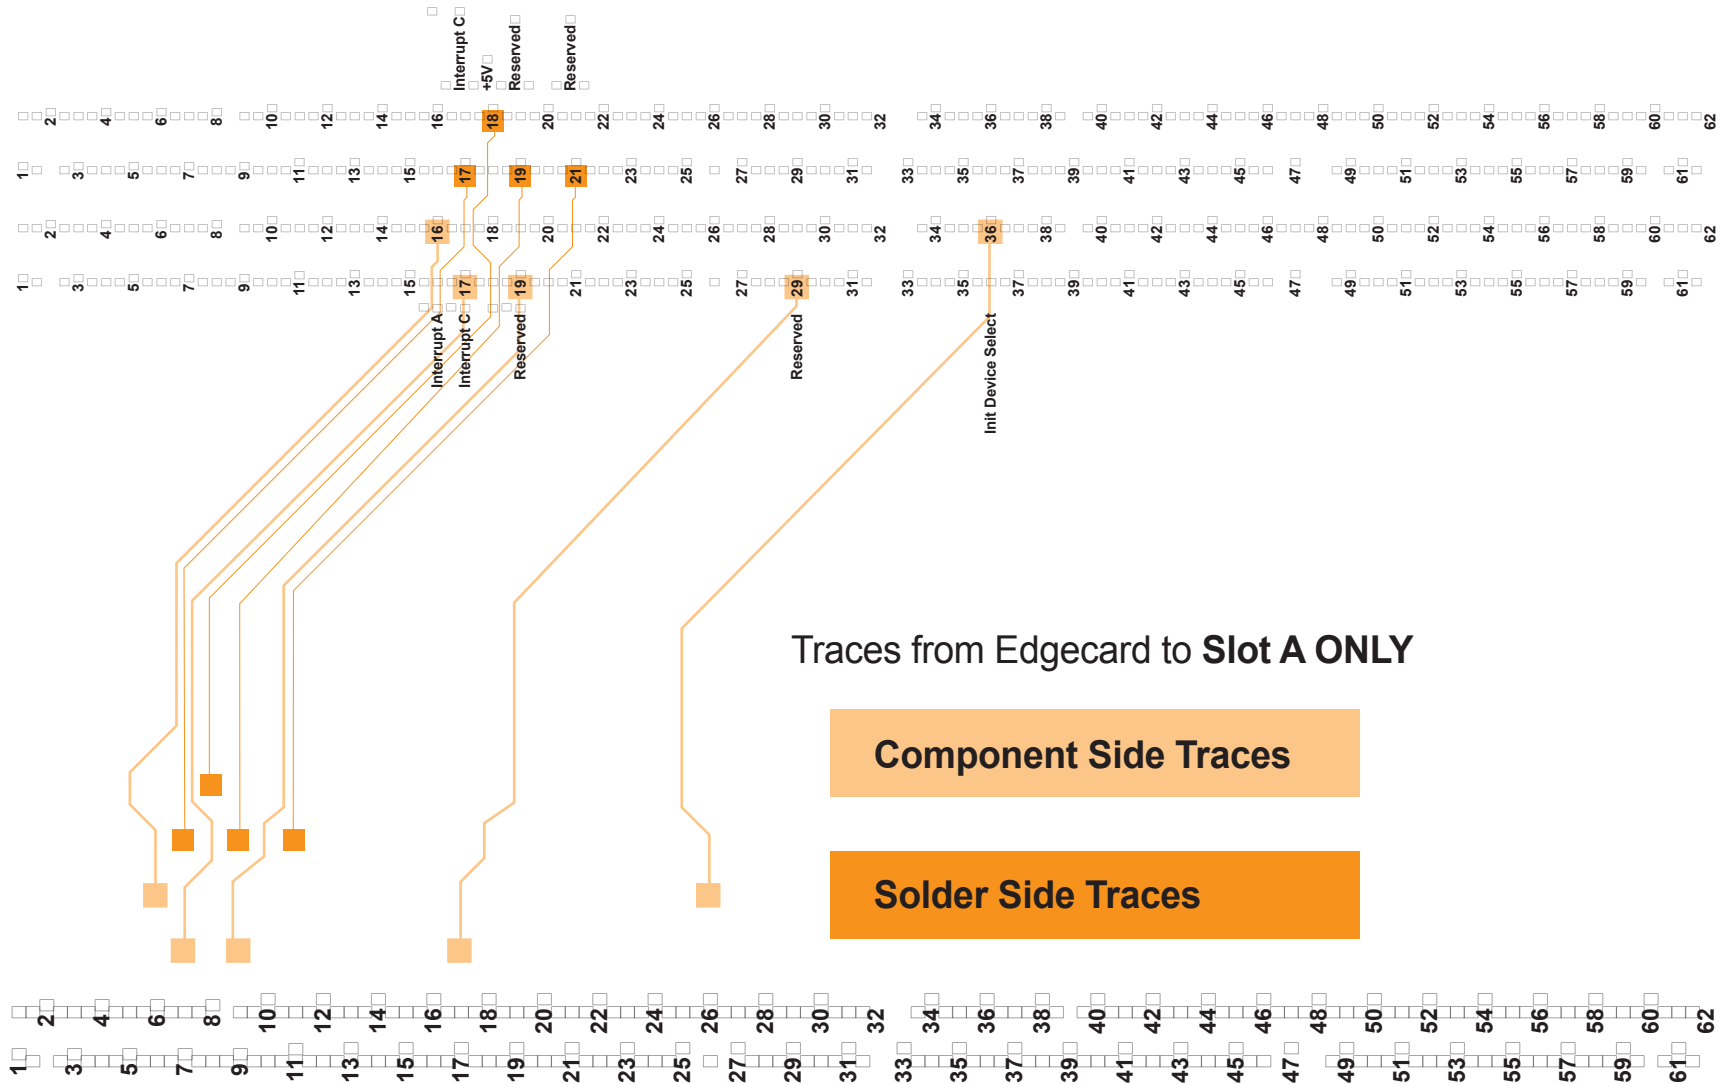 Interrupt C
+5V
Reserved
Reserved
2 4 6 8 10 12 14 16 18 20 22 24 26 28 30 32 34 36 38 40 42 44 46 48 50 52 54 56 58 60 62
1 3 5 7 9 11 13 15 17 19 21 23 25 27 29 31 33 35 37 39 41 43 45 47 49 51 53 55 57 59 61
2 4 6 8 10 12 14 16 18 20 22 24 26 28 30 32 34 36 38 40 42 44 46 48 50 52 54 56 58 60 62
1 3 5 7 9 11 13 15 17 19 21 23 25 27 29 31 33 35 37 39 41 43 45 47 49 51 53 55 57 59 61
Interrupt A
Interrupt C
Reserved
Reserved
Init Device Select
Traces from Edgecard to Slot A ONLY
Component Side Traces
Solder Side Traces
2 4 6 8 10 12 14 16 18 20 22 24 26 28 30 32 34 36 38 40 42 44 46 48 50 52 54 56 58 60 62
1 3 5 7 9 11 13 15 17 19 21 23 25 27 29 31 33 35 37 39 41 43 45 47 49 51 53 55 57 59 61